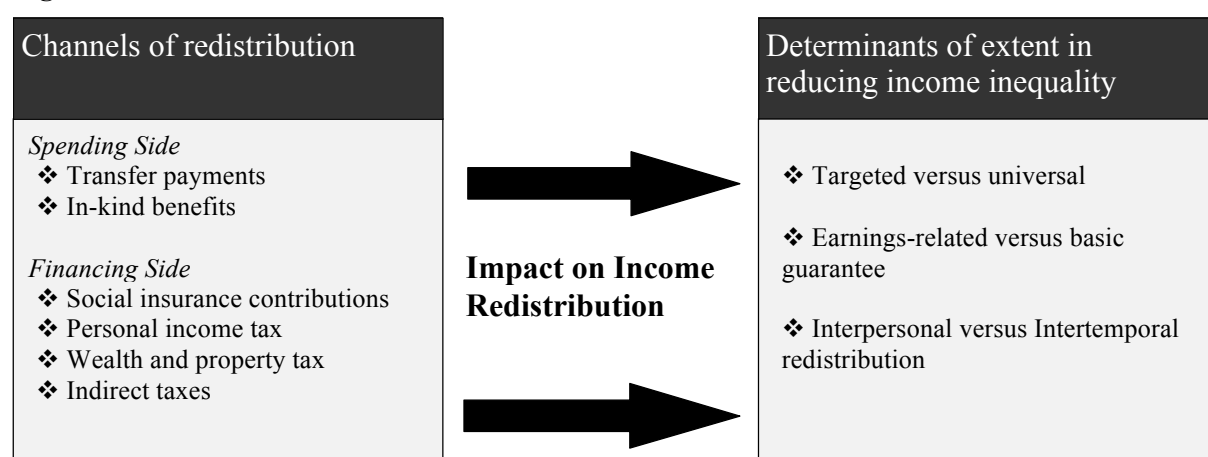 Channels of redistribution
Spending Side
❖ Transfer payments
❖ In-kind benefits
Financing Side
❖ Social insurance contributions
❖ Personal income tax
❖ Wealth and property tax
❖ Indirect taxes
Impact on Income
Redistribution
Determinants of extent in
reducing income inequality
❖ Targeted versus universal
❖ Earnings-related versus basic
guarantee
❖ Interpersonal versus Intertemporal
redistribution